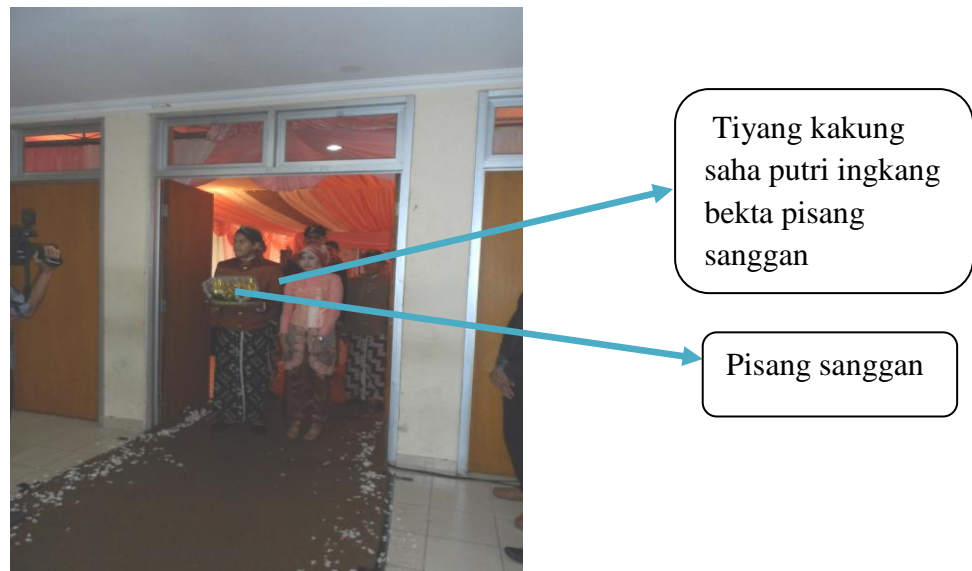 Tiyang kakung
saha putri ingkang
bekta pisang
sanggan
Pisang sanggan